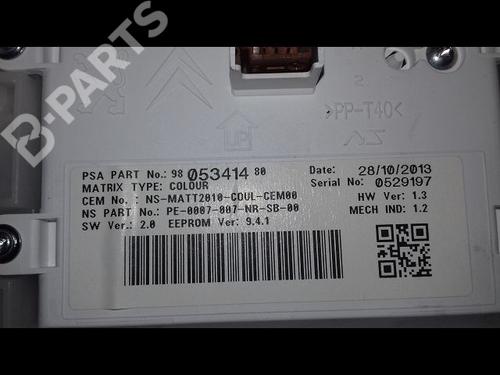 B-PARTS
UP
2
>PP-T40<
PSA PART No.: 98 053414 80
Date: 28/10/2013
MATRIX TYPE: COLOUR
Serial No: 0529197
CEM No. : NS-MATT2010-COUL-CEM00
HW Ver: 1.3
NS PART No.: PE-0007-007-NR-SB-00
MECH IND: 1.2
SW Ver.: 2.0 EEPROM Ver: 9.4.1